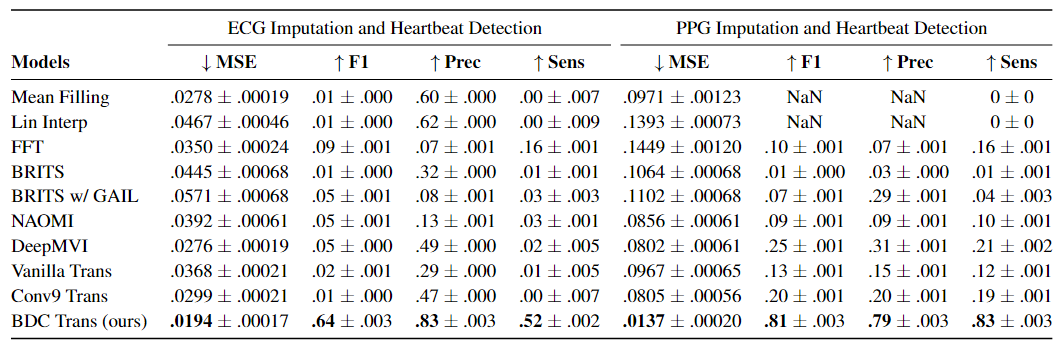 ECG Imputation and Heartbeat Detection PPG Imputation and Heartbeat Detection
Models ↓ MSE ↑ F1 ↑ Prec ↑ Sens ↓ MSE ↑ F1 ↑ Prec ↑ Sens
Mean Filling .0278 ± .00019 .01 ± .000 .60 ± .000 .00 ± .007 .0971 ± .00123 NaN NaN 0 ± 0
Lin Interp .0467 ± .00046 .01 ± .000 .62 ± .000 .00 ± .009 .1393 ± .00073 NaN NaN 0 ± 0
FFT .0350 ± .00024 .09 ± .001 .07 ± .001 .16 ± .001 .1449 ± .00120 .10 ± .001 .07 ± .001 .16 ± .001
BRITS .0445 ± .00068 .01 ± .000 .32 ± .000 .01 ± .001 .1064 ± .00068 .01 ± .000 .03 ± .000 .01 ± .001
BRITS w/ GAIL .0571 ± .00068 .05 ± .001 .08 ± .001 .03 ± .003 .1102 ± .00068 .07 ± .001 .29 ± .001 .04 ± .003
NAOMI .0392 ± .00061 .05 ± .001 .13 ± .000 .03 ± .001 .0856 ± .00061 .09 ± .001 .09 ± .001 .10 ± .001
DeepMVI .0276 ± .00019 .05 ± .000 .49 ± .000 .02 ± .005 .0802 ± .00061 .25 ± .001 .31 ± .001 .21 ± .002
Vanilla Trans .0368 ± .00021 .02 ± .001 .29 ± .000 .01 ± .005 .0967 ± .00065 .13 ± .001 .15 ± .001 .12 ± .001
Conv9 Trans .0299 ± .00021 .01 ± .000 .47 ± .000 .00 ± .007 .0805 ± .00056 .20 ± .001 .20 ± .001 .19 ± .001
BDC Trans (ours) .0194 ± .00017 .64 ± .003 .83 ± .003 .52 ± .002 .0137 ± .00020 .81 ± .003 .79 ± .003 .83 ± .003